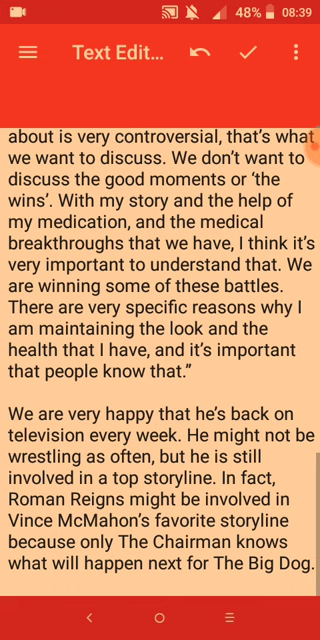 48% 08:39
Text Edit...
about is very controversial, that's what
we want to discuss. We don't want to
discuss the good moments or 'the
wins'. With my story and the help of
my medication, and the medical
breakthroughs that we have, I think it's
very important to understand that. We
are winning some of these battles.
There are very specific reasons why I
am maintaining the look and the
health that I have, and it's important
that people know that.”
We are very happy that he's back on
television every week. He might not be
wrestling as often, but he is still
involved in a top storyline. In fact,
Roman Reigns might be involved in
Vince McMahon's favorite storyline
because only The Chairman knows
what will happen next for The Big Dog.